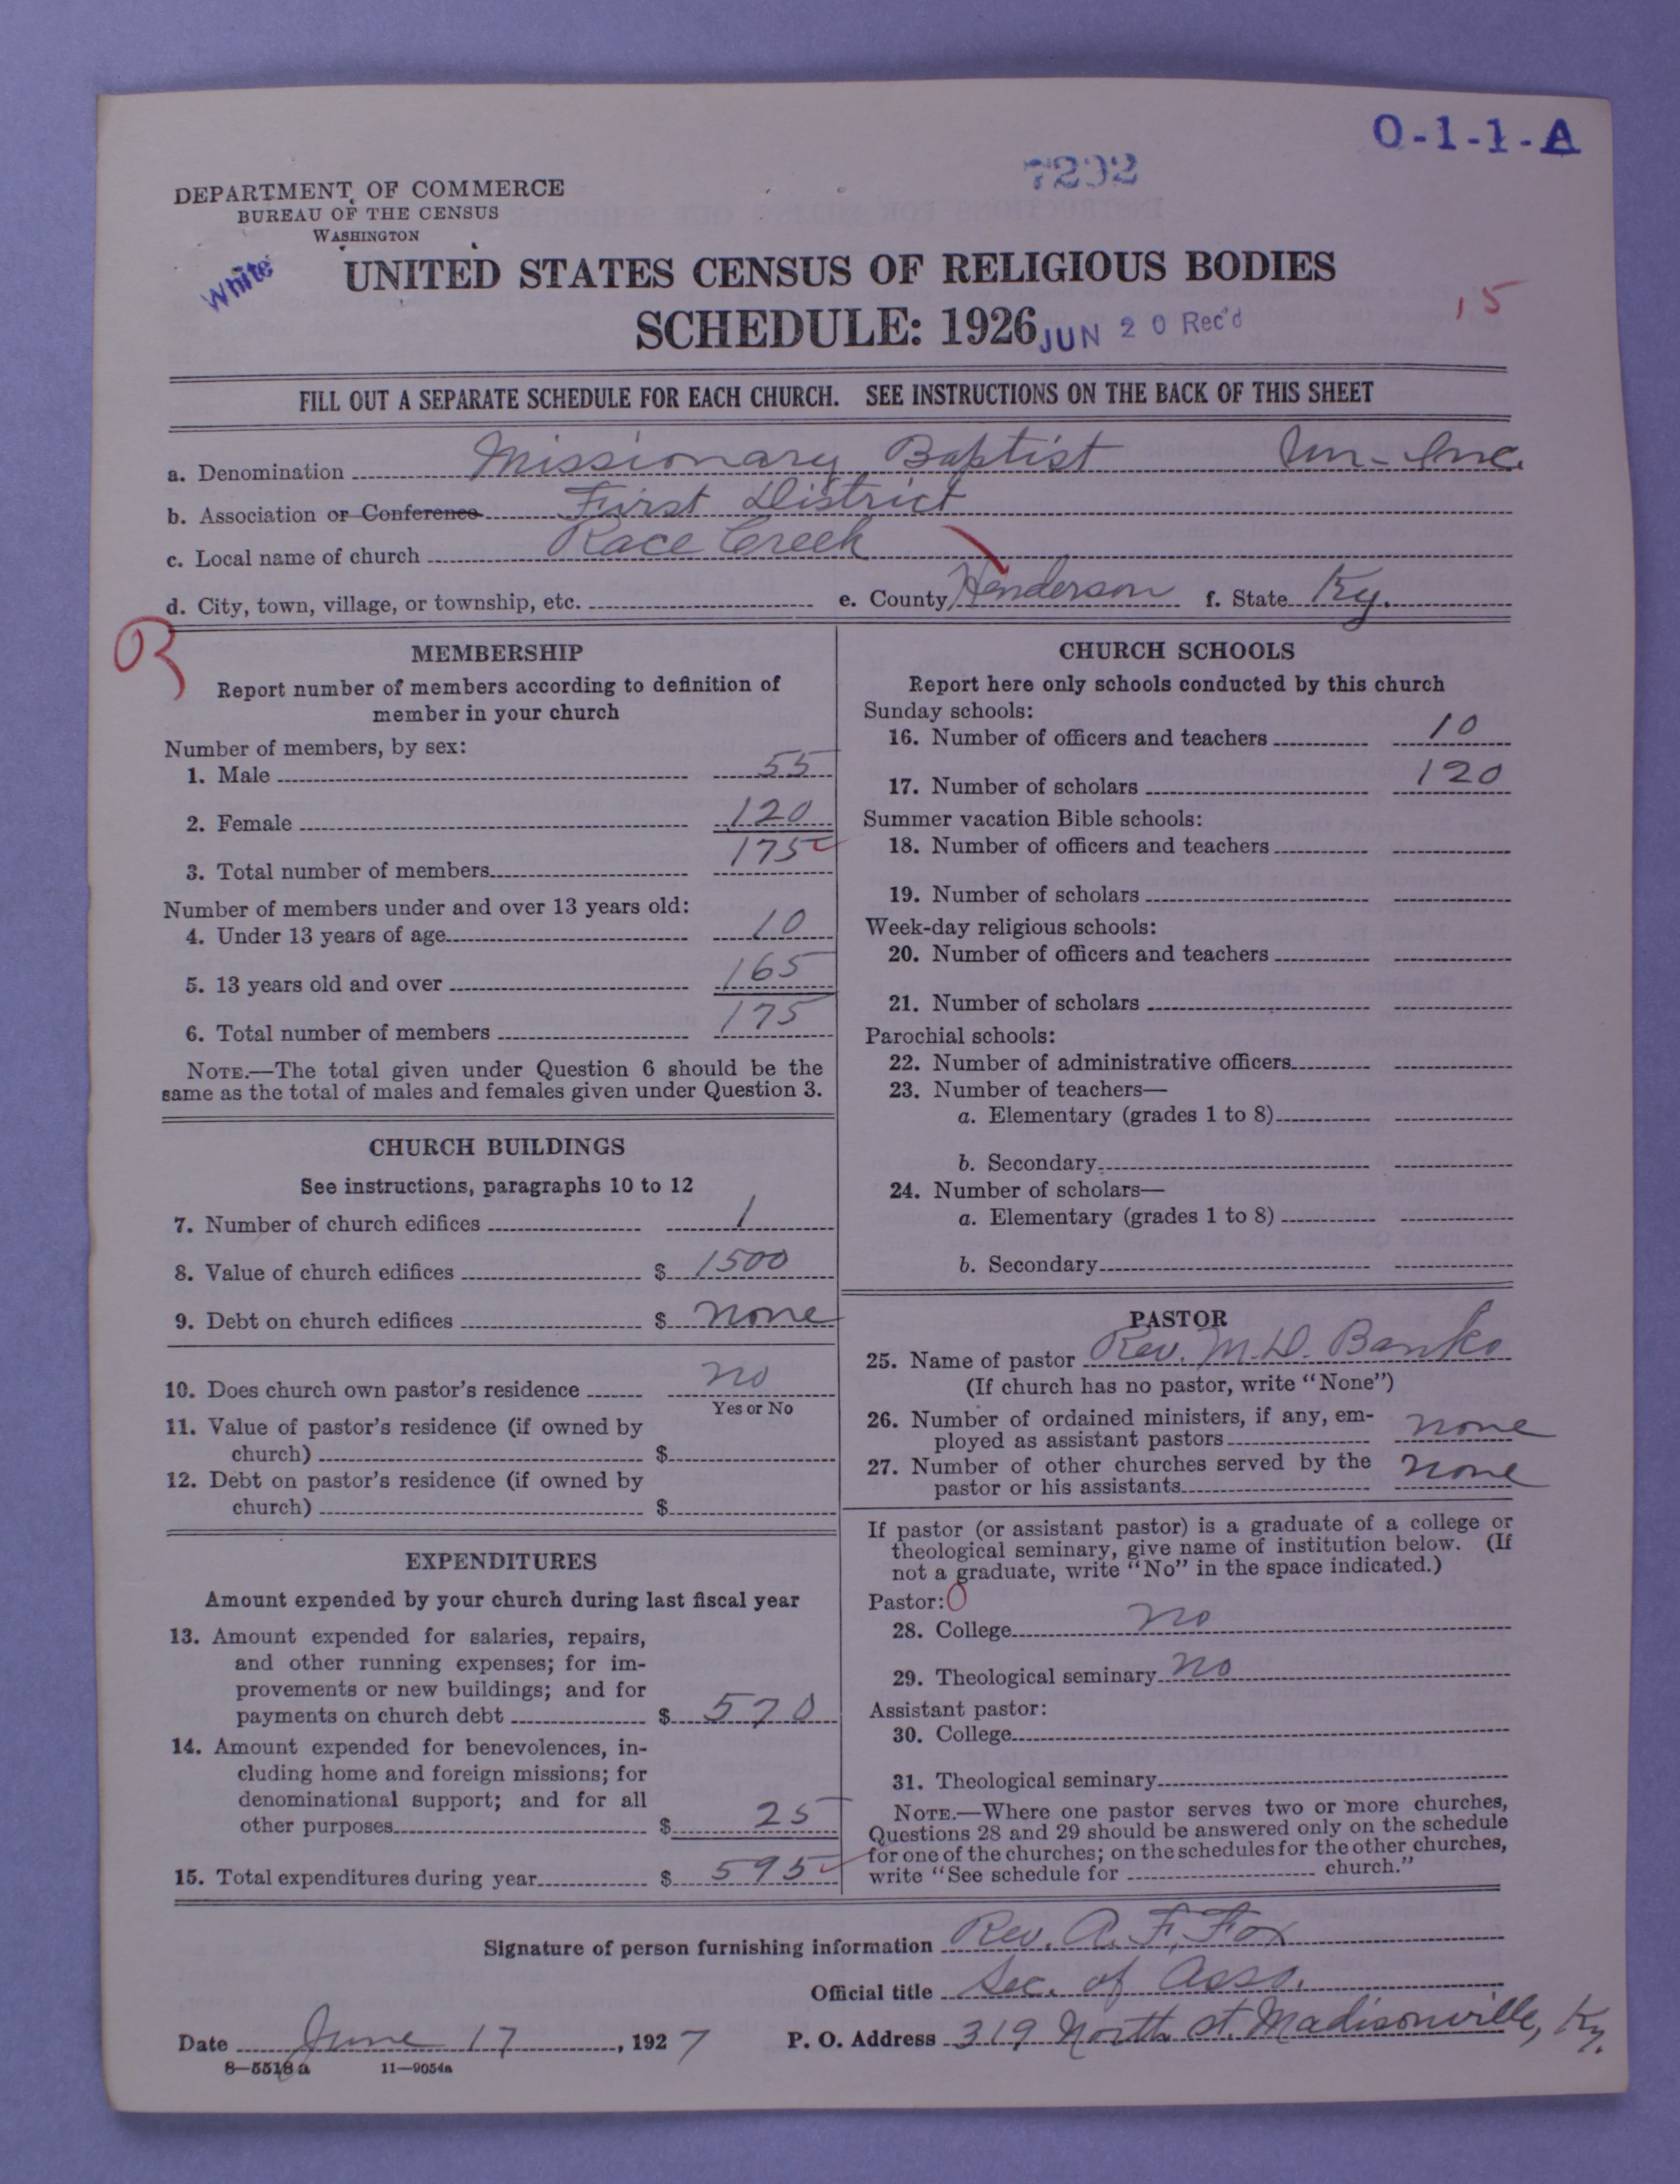 O-1-1-A
7292
DEPARTMENT OF COMMERCE
BUREAU OF THE CENSUS
WASHINGTON
White
UNITED STATES CENSUS OF RELIGIOUS BODIES
SCHEDULE: 1926
JUN 20 Rec'd
15
FILL OUT A SEPARATE SCHEDULE FOR EACH CHURCH. SEE INSTRUCTIONS ON THE BACK OF THIS SHEET
a. Denomination Missionary Baptist Un-Inc.
b. Association or Conference First District
c. Local name of church Race Creek
d. City, town, village, or township, etc. e. County Henderson f. State Ky.
MEMBERSHIP
Report number of members according to definition of
member in your church
Number of members, by sex:
1. Male 55
2. Female 120
3. Total number of members 175
Number of members under and over 13 years old:
4. Under 13 years of age 10
5. 13 years old and over 165
6. Total number of members 175
NOTE.—The total given under Question 6 should be the
same as the total of males and females given under Question 3.
CHURCH BUILDINGS
See instructions, paragraphs 10 to 12
7. Number of church edifices 1
8. Value of church edifices $ 1500
9. Debt on church edifices $ none
10. Does church own pastor's residence no
Yes or No
11. Value of pastor's residence (if owned by
church) $
12. Debt on pastor's residence (if owned by
church) $
EXPENDITURES
Amount expended by your church during last fiscal year
13. Amount expended for salaries, repairs,
and other running expenses; for im-
provements or new buildings; and for
payments on church debt $ 570
14. Amount expended for benevolences, in-
cluding home and foreign missions; for
denominational support; and for all
other purposes $ 25
15. Total expenditures during year $ 595
CHURCH SCHOOLS
Report here only schools conducted by this church
Sunday schools:
16. Number of officers and teachers 10
17. Number of scholars 120
Summer vacation Bible schools:
18. Number of officers and teachers
19. Number of scholars
Week-day religious schools:
20. Number of officers and teachers
21. Number of scholars
Parochial schools:
22. Number of administrative officers
23. Number of teachers—
a. Elementary (grades 1 to 8)
b. Secondary
24. Number of scholars—
a. Elementary (grades 1 to 8)
b. Secondary
PASTOR
25. Name of pastor Rev. M.D. Banks
(If church has no pastor, write "None")
26. Number of ordained ministers, if any, em-
ployed as assistant pastors none
27. Number of other churches served by the
pastor or his assistants none
If pastor (or assistant pastor) is a graduate of a college or
theological seminary, give name of institution below. (If
not a graduate, write "No" in the space indicated.)
Pastor: 0
28. College no
29. Theological seminary no
Assistant pastor:
30. College
31. Theological seminary
NOTE.—Where one pastor serves two or more churches,
Questions 28 and 29 should be answered only on the schedule
for one of the churches; on the schedules for the other churches,
write "See schedule for church."
Signature of person furnishing information Rev. A. F. Fox
Official title Sec. of Asso.
Date June 17, 1927 P. O. Address 319 North st. Madisonville, Ky.
8—5518 a 11—9054a